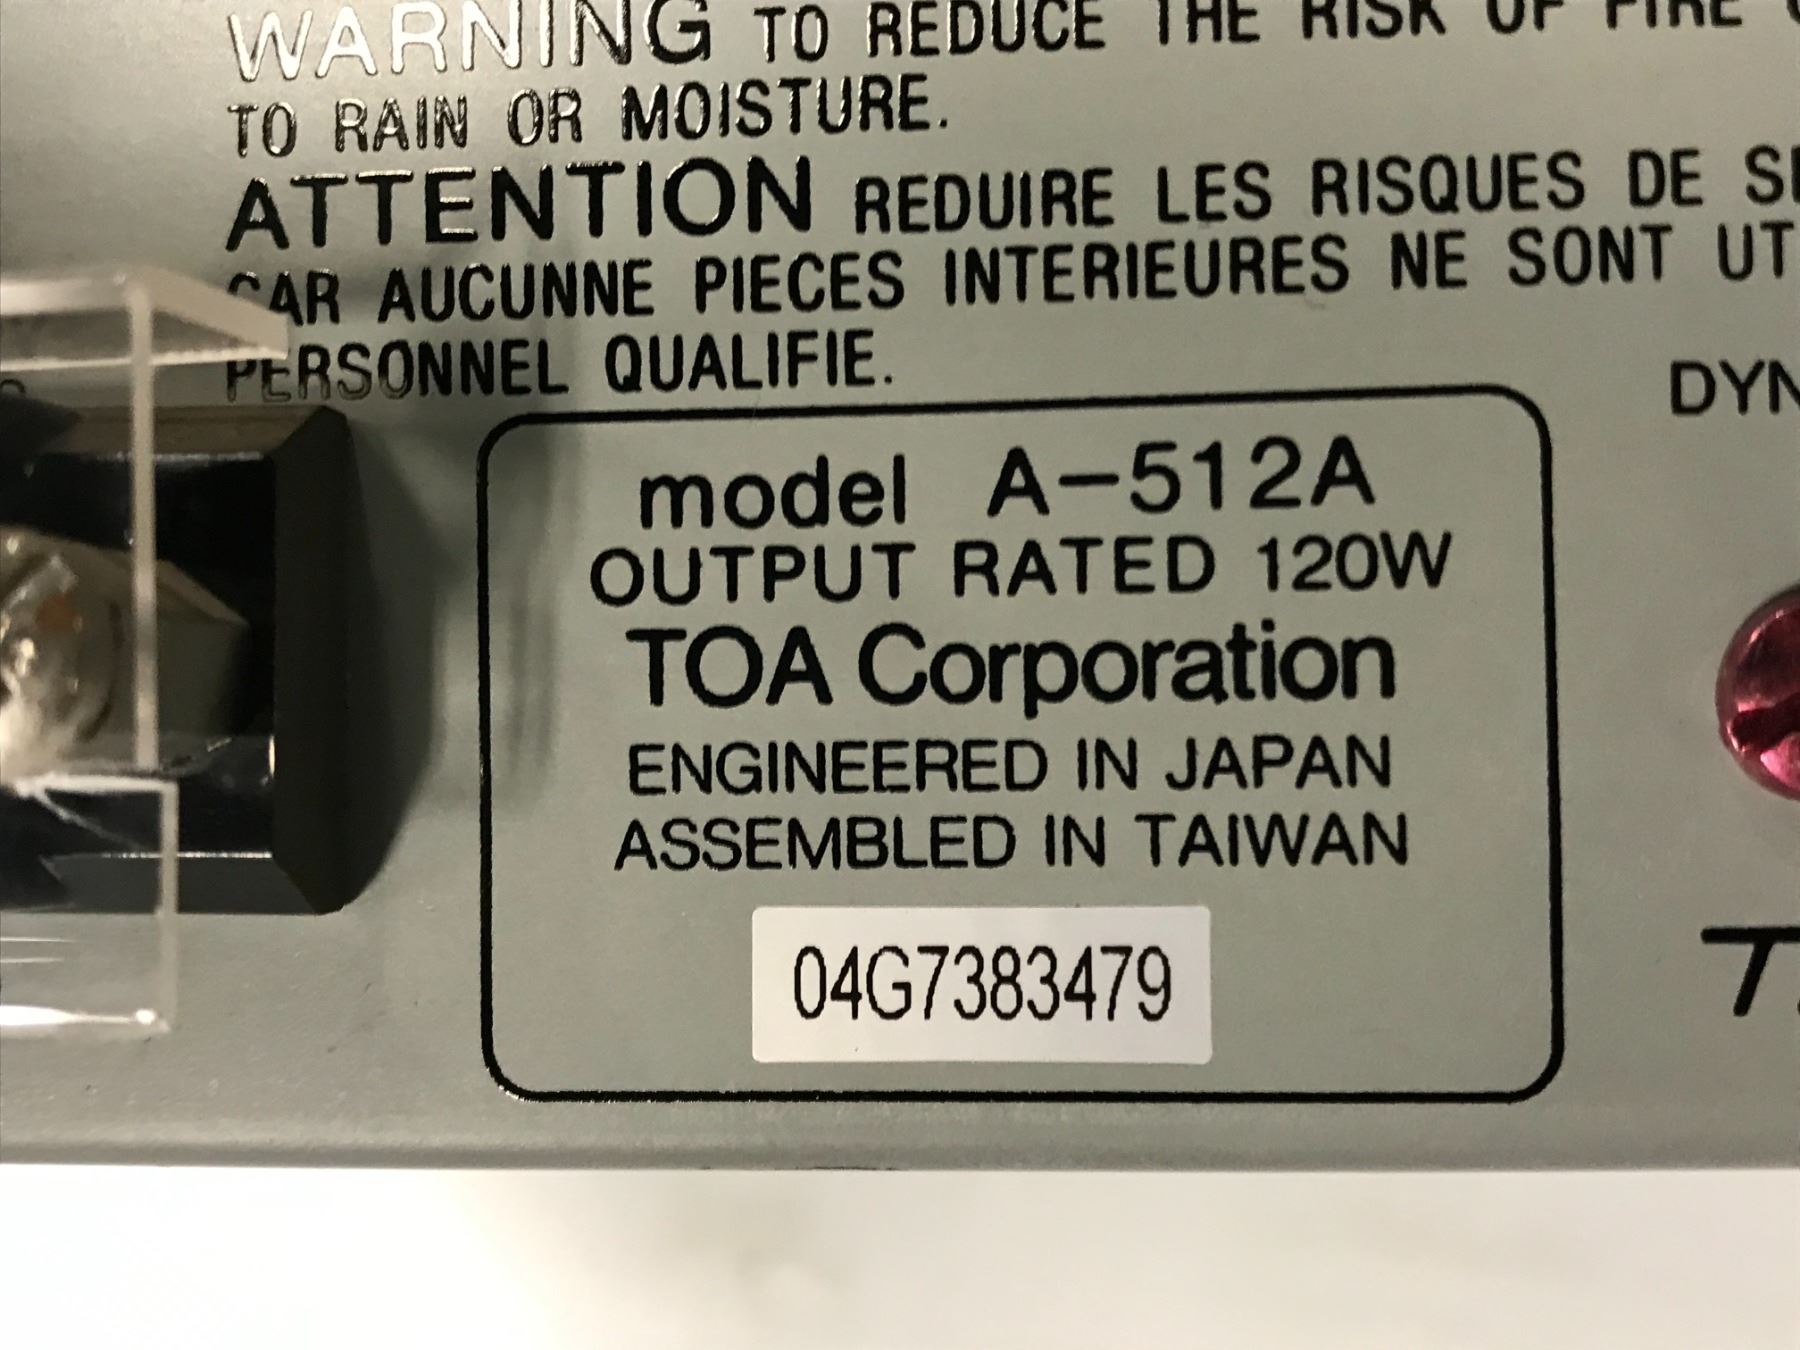 WARNING TO REDUCE THE RISK OF FIRE
TO RAIN OR MOISTURE.
ATTENTION REDUIRE LES RISQUES DE
CAR AUCUNNE PIECES INTERIEURES NE SONT
PERSONNEL QUALIFIE.
DYN
model A-512A
OUTPUT RATED 120W
TOA Corporation
ENGINEERED IN JAPAN
ASSEMBLED IN TAIWAN
04G7383479